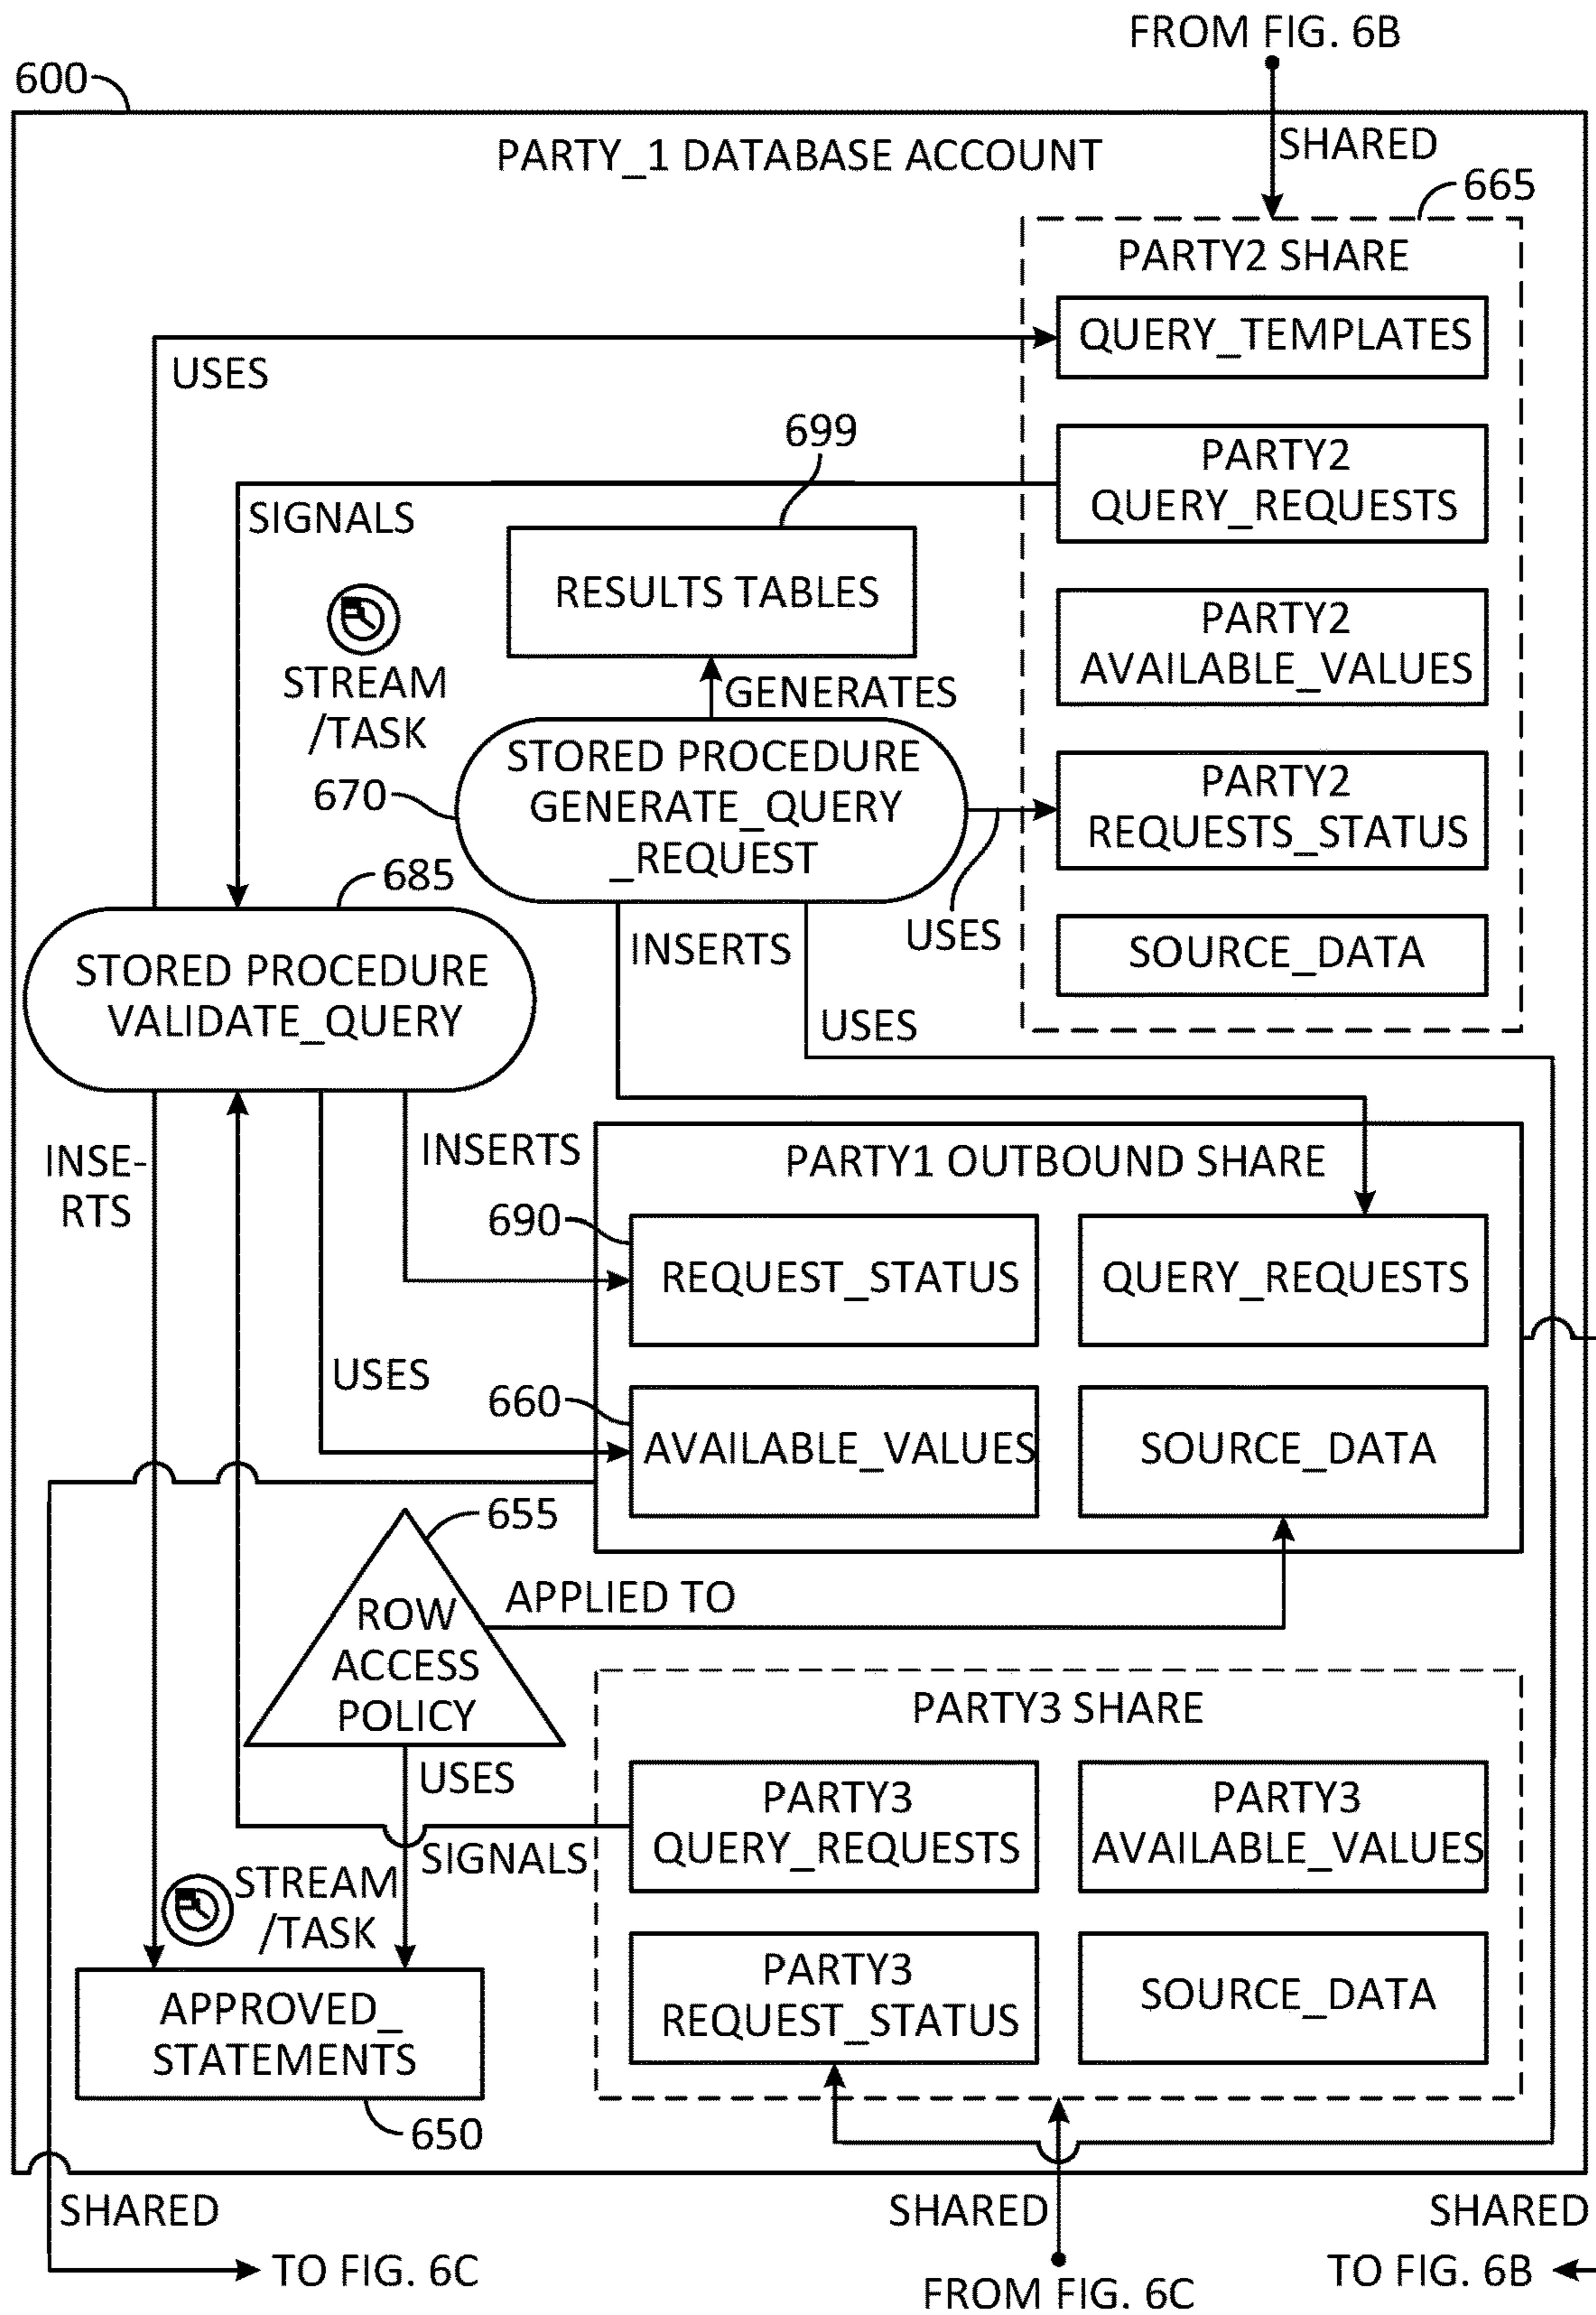 FROM FIG. 6B
600
PARTY_1 DATABASE ACCOUNT
SHARED
665
PARTY2 SHARE
QUERY_TEMPLATES
USES
699
PARTY2
QUERY_REQUESTS
SIGNALS
RESULTS TABLES
PARTY2
AVAILABLE_VALUES
STREAM
/TASK
GENERATES
STORED PROCEDURE
GENERATE_QUERY
_REQUEST
670
PARTY2
REQUESTS_STATUS
685
USES
INSERTS
SOURCE_DATA
STORED PROCEDURE
VALIDATE_QUERY
USES
INSE-
RTS
INSERTS
PARTY1 OUTBOUND SHARE
690
REQUEST_STATUS
QUERY_REQUESTS
USES
660
AVAILABLE_VALUES
SOURCE_DATA
655
APPLIED TO
ROW
ACCESS
POLICY
PARTY3 SHARE
USES
PARTY3
QUERY_REQUESTS
PARTY3
AVAILABLE_VALUES
SIGNALS
STREAM
/TASK
PARTY3
REQUEST_STATUS
SOURCE_DATA
APPROVED_
STATEMENTS
650
SHARED
SHARED
SHARED
TO FIG. 6C
FROM FIG. 6C
TO FIG. 6B